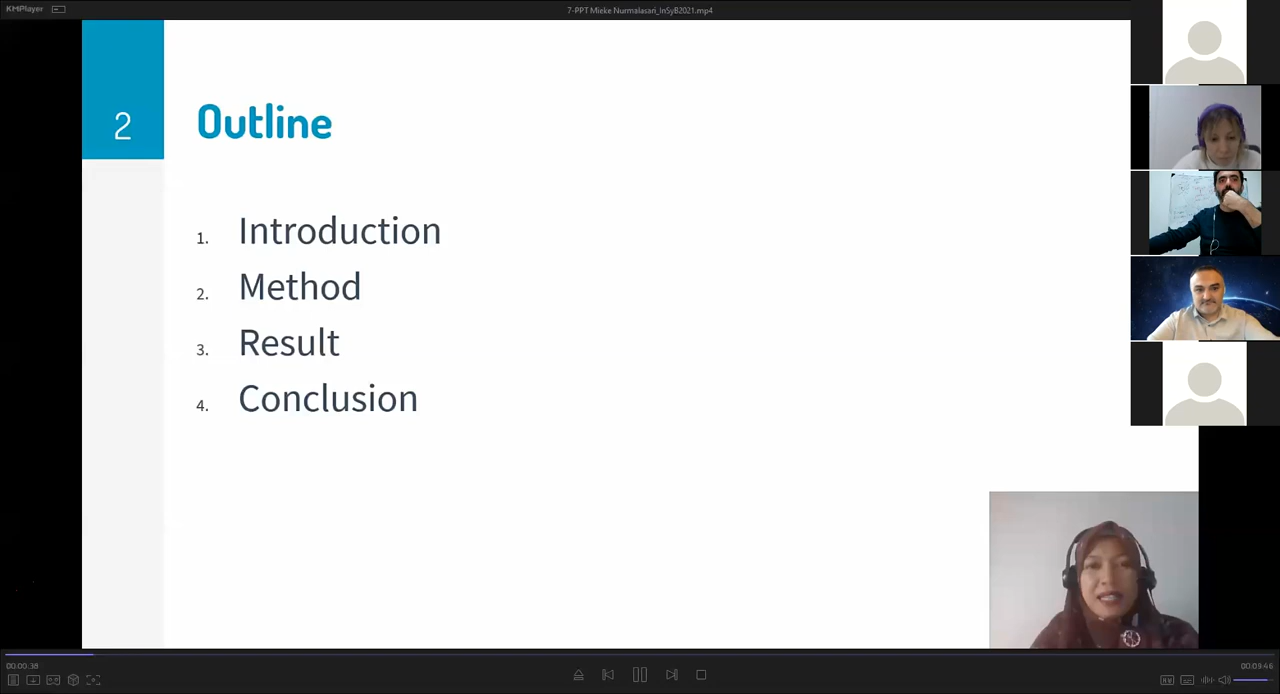 KMPlayer
7-PPT Mieke Nurmalasari_InSyB2021.mp4
2
Outline
1. Introduction
2. Method
3. Result
4. Conclusion
00:00:38
00:09:46